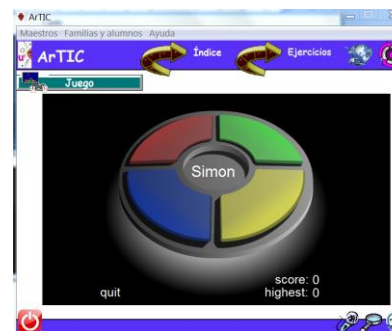 ArTIC
Maestros Familias y alumnos Ayuda
ArTIC Índice Ejercicios
Juego
Simon
score: 0
quit highest: 0